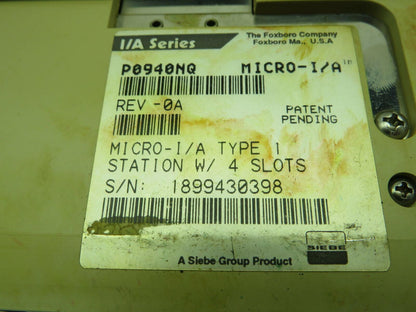 I/A Series
The Foxboro Company
Foxboro Ma., U.S.A
P0940NQ MICRO-I/A™
REV -0A
PATENT
PENDING
MICRO-I/A TYPE 1
STATION W/ 4 SLOTS
S/N: 1899430398
SIEBE
A Siebe Group Product